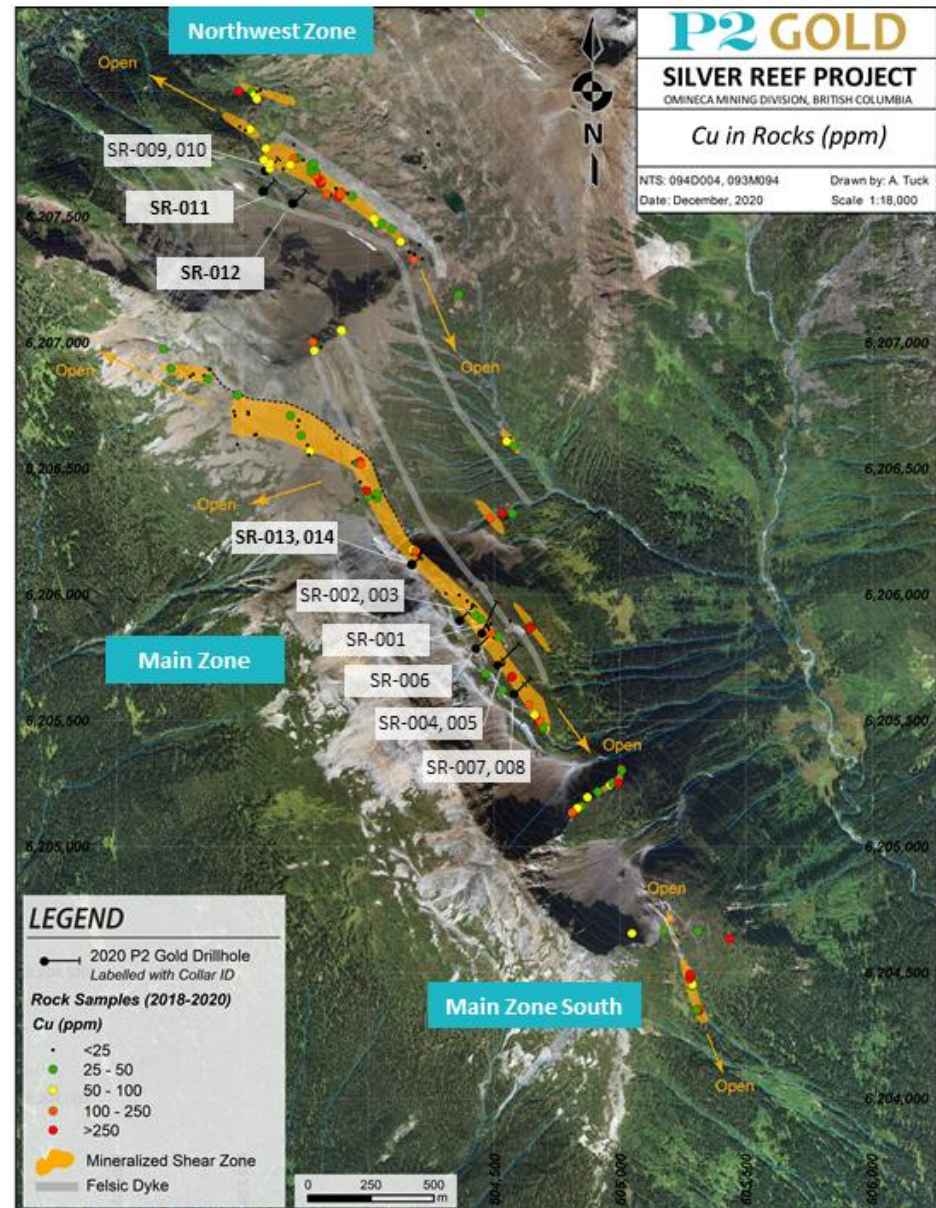 Northwest Zone
P2 GOLD
SILVER REEF PROJECT
OMINECA MINING DIVISION, BRITISH COLUMBIA
Cu in Rocks (ppm)
NTS: 094D004, 093M094
Drawn by: A. Tuck
Date: December, 2020
Scale 1:18,000
Open
N
SR-009, 010
SR-011
6,207,500
SR-012
6,207,000
6,207,000
Open
Open
6,206,500
6,206,500
Open
SR-013, 014
SR-002, 003
6,206,000
6,206,000
SR-001
Main Zone
SR-006
SR-004, 005
6,205,500
6,205,500
Open
SR-007, 008
6,205,000
6,205,000
Open
LEGEND
2020 P2 Gold Drillhole
Labelled with Collar ID
Rock Samples (2018-2020)
Cu (ppm)
<25
25 - 50
50 - 100
100 - 250
>250
Mineralized Shear Zone
Felsic Dyke
6,204,500
Main Zone South
Open
6,204,000
0 250 500
m
604,500
605,000
605,500
606,000